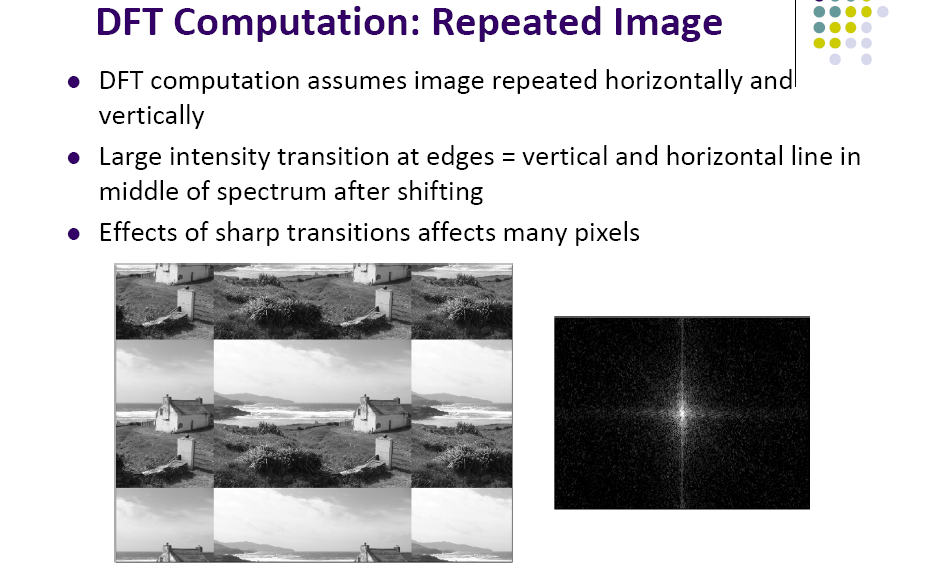 DFT Computation: Repeated Image
● DFT computation assumes image repeated horizontally and
vertically
● Large intensity transition at edges = vertical and horizontal line in
middle of spectrum after shifting
● Effects of sharp transitions affects many pixels